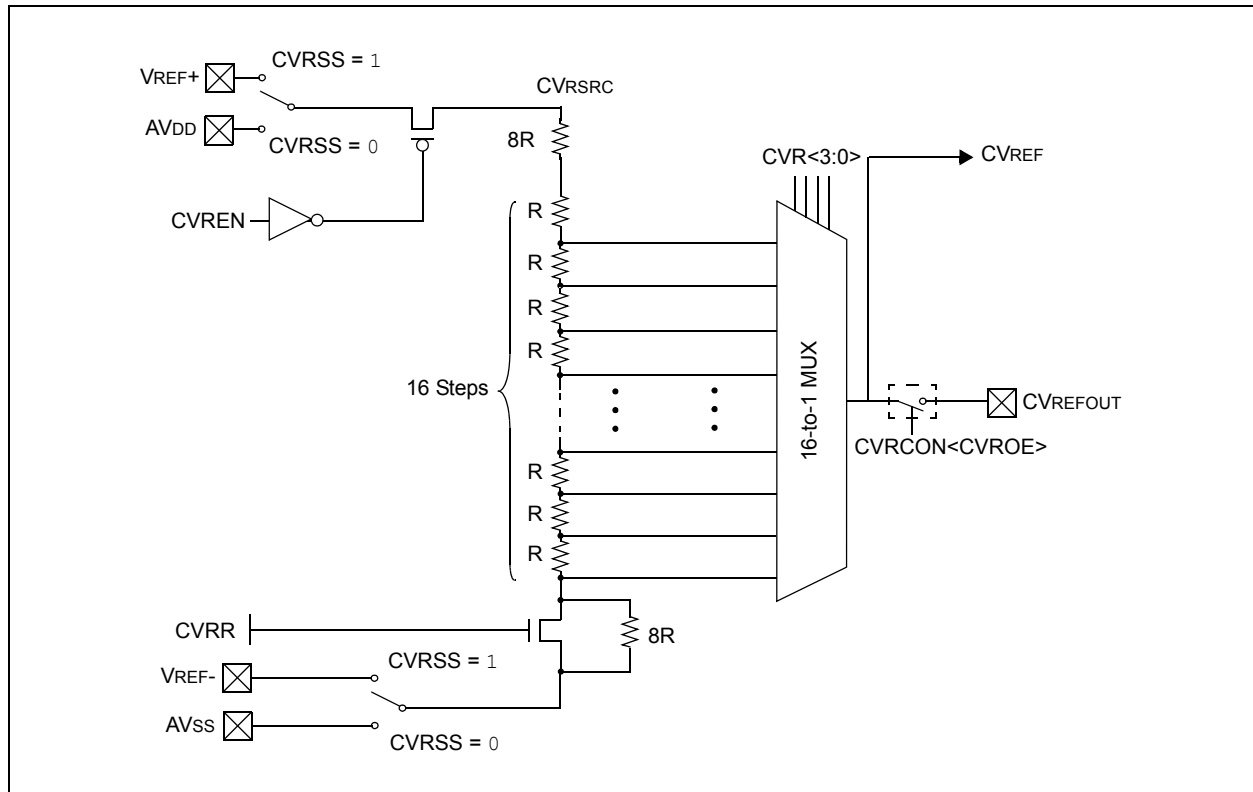 CVRSS = 1
VREF+
CVRSRC
AVDD
8R
CVRSS = 0
CVR<3:0>
CVREF
CVREN
R
R
R
R
16 Steps
16-to-1 MUX
CVREFOUT
CVRCON<CVROE>
R
R
R
CVRR
8R
CVRSS = 1
VREF-
AVSS
CVRSS = 0